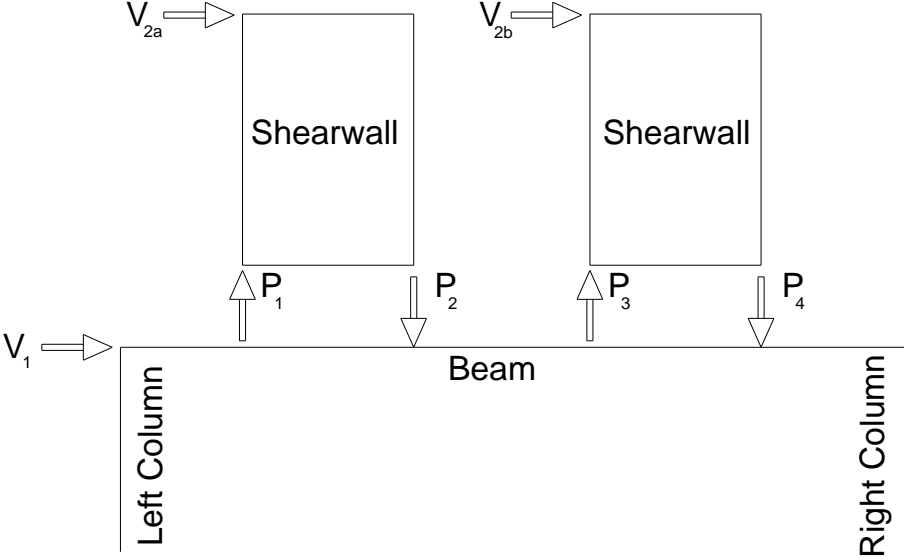 V2a
V2b
Shearwall
Shearwall
P1
P2
P3
P4
V1
Beam
Left Column
Right Column